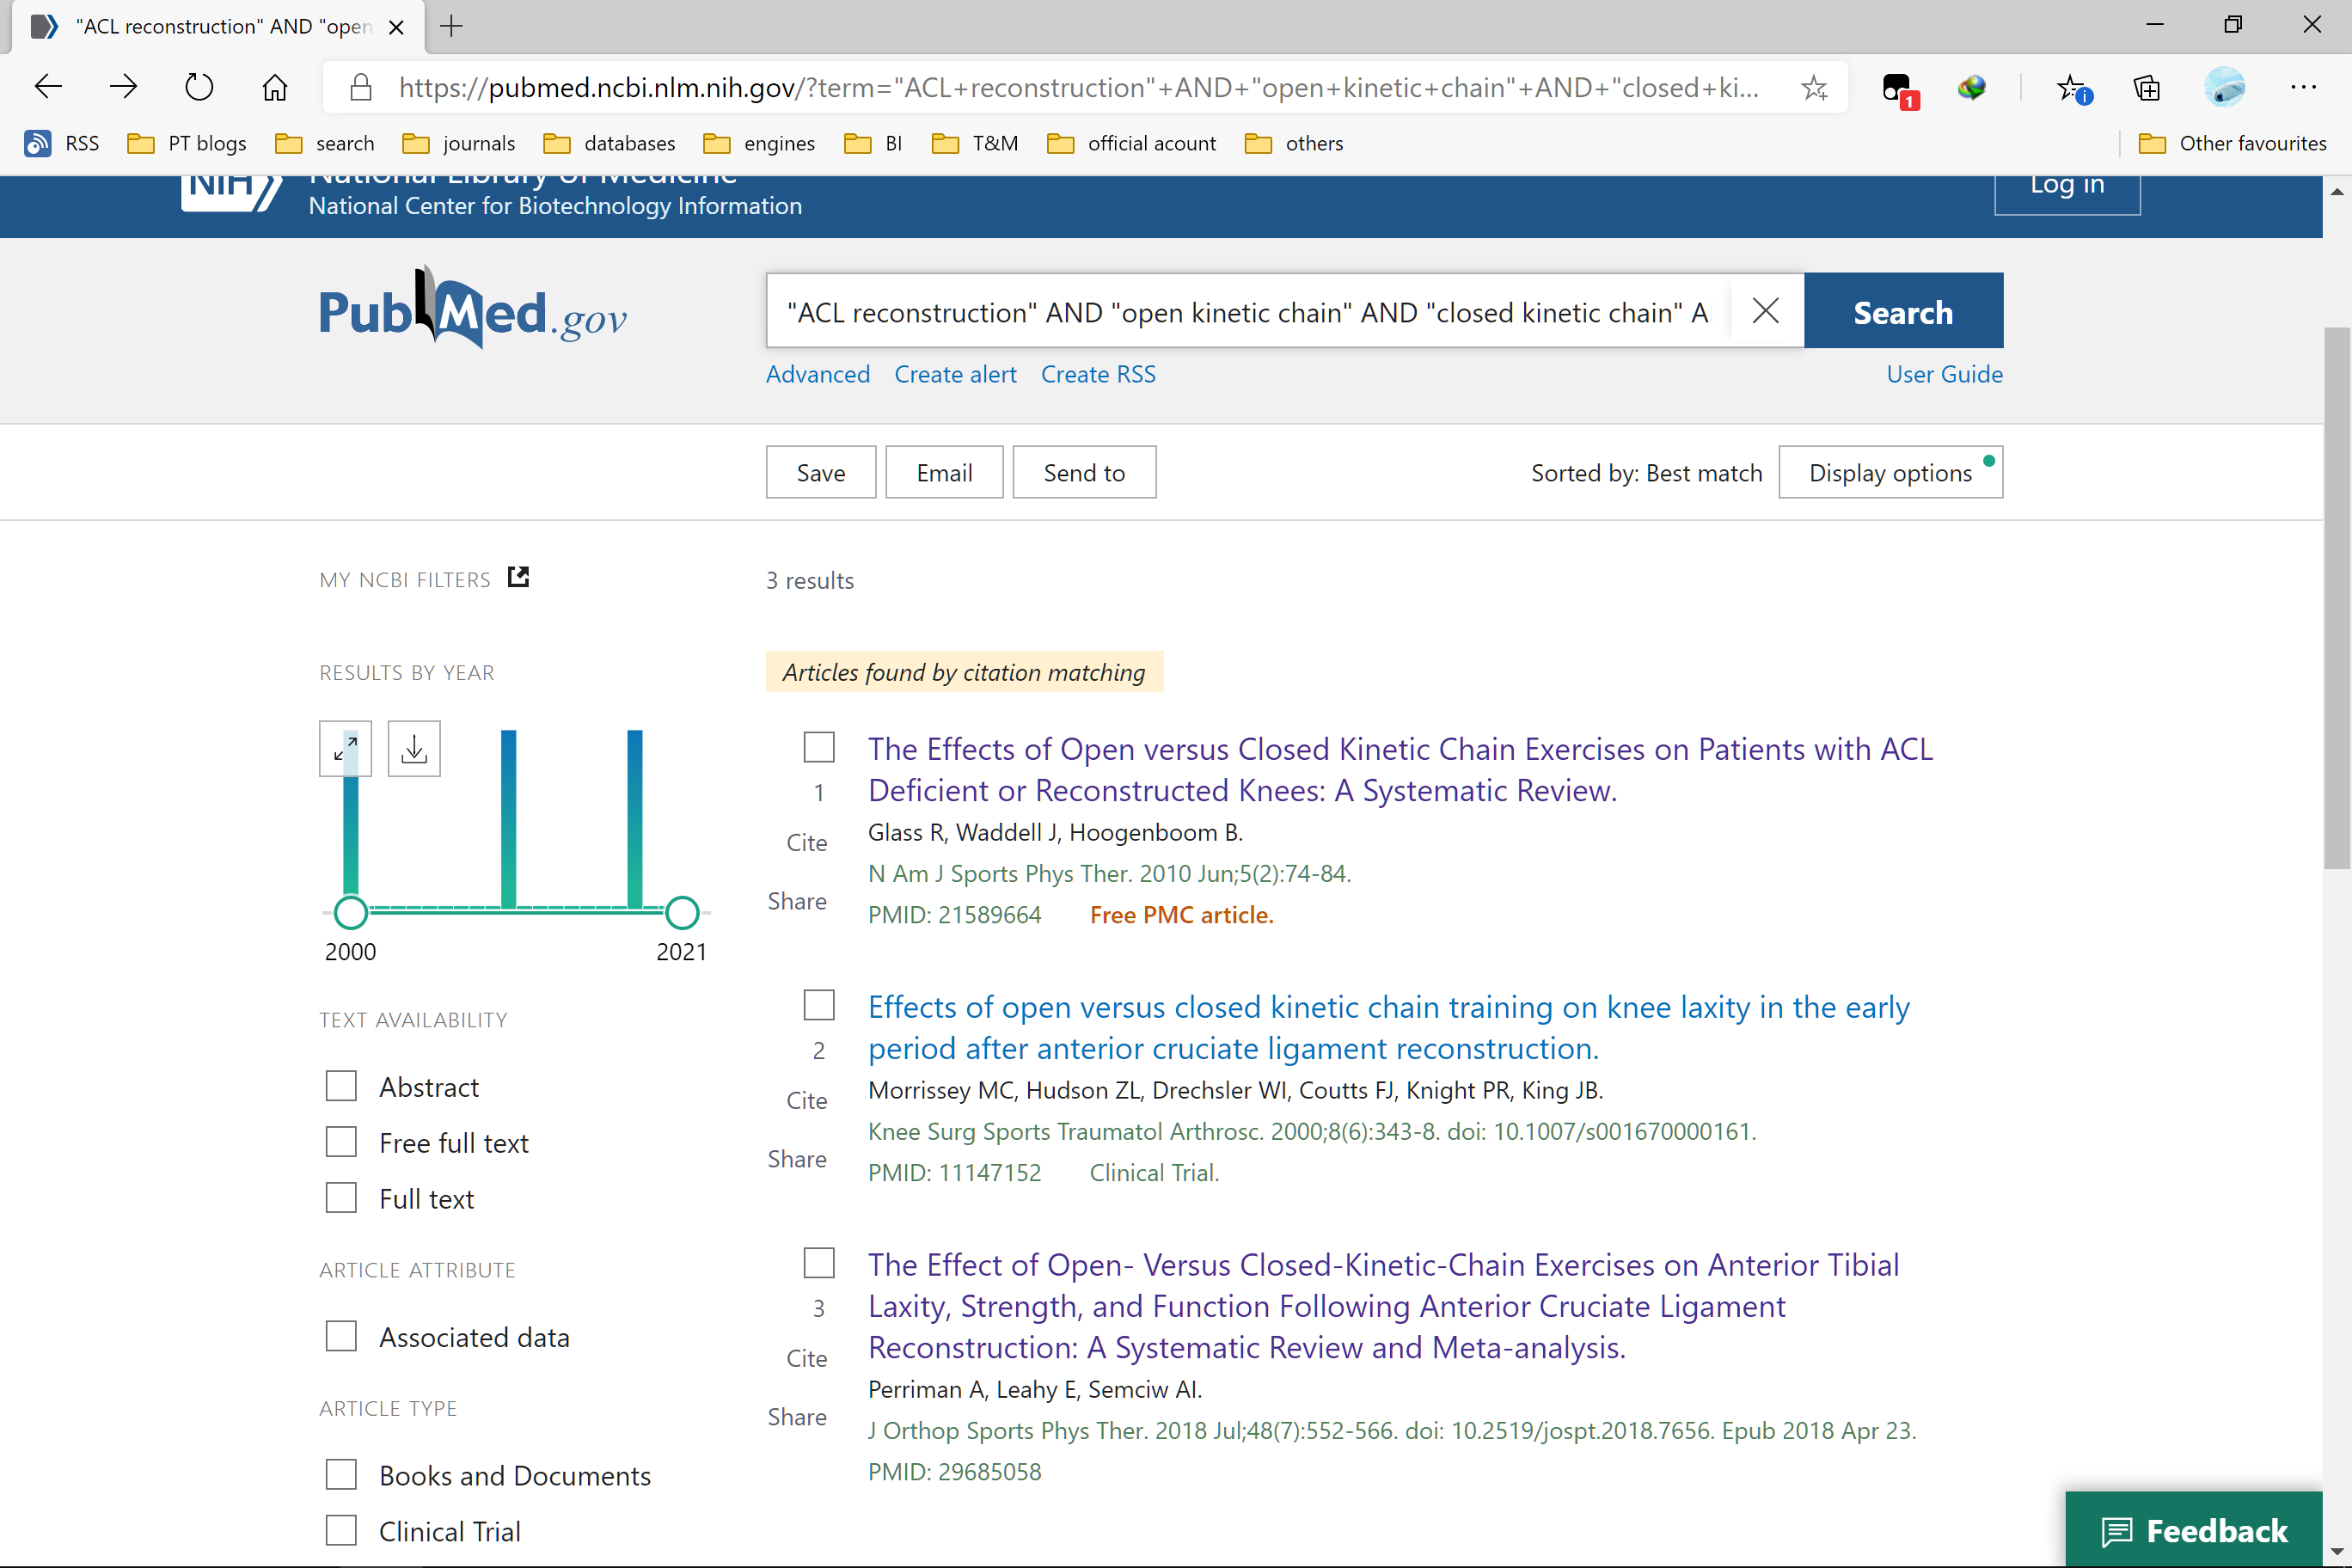 "ACL reconstruction" AND "open
https://pubmed.ncbi.nlm.nih.gov/?term="ACL+reconstruction"+AND+"open+kinetic+chain"+AND+"closed+ki...
1
RSS PT blogs search journals databases engines BI T&M official acount others Other favourites
NIH National Library of Medicine Log in
National Center for Biotechnology Information
PubMed.gov
"ACL reconstruction" AND "open kinetic chain" AND "closed kinetic chain" A
Search
Advanced Create alert Create RSS User Guide
Save Email Send to Sorted by: Best match Display options
MY NCBI FILTERS
3 results
RESULTS BY YEAR
2000 2021
TEXT AVAILABILITY
Abstract
Free full text
Full text
ARTICLE ATTRIBUTE
Associated data
ARTICLE TYPE
Books and Documents
Clinical Trial
Articles found by citation matching
1
Cite
Share
The Effects of Open versus Closed Kinetic Chain Exercises on Patients with ACL
Deficient or Reconstructed Knees: A Systematic Review.
Glass R, Waddell J, Hoogenboom B.
N Am J Sports Phys Ther. 2010 Jun;5(2):74-84.
PMID: 21589664 Free PMC article.
2
Cite
Share
Effects of open versus closed kinetic chain training on knee laxity in the early
period after anterior cruciate ligament reconstruction.
Morrissey MC, Hudson ZL, Drechsler WI, Coutts FJ, Knight PR, King JB.
Knee Surg Sports Traumatol Arthrosc. 2000;8(6):343-8. doi: 10.1007/s001670000161.
PMID: 11147152 Clinical Trial.
3
Cite
Share
The Effect of Open- Versus Closed-Kinetic-Chain Exercises on Anterior Tibial
Laxity, Strength, and Function Following Anterior Cruciate Ligament
Reconstruction: A Systematic Review and Meta-analysis.
Perriman A, Leahy E, Semciw AI.
J Orthop Sports Phys Ther. 2018 Jul;48(7):552-566. doi: 10.2519/jospt.2018.7656. Epub 2018 Apr 23.
PMID: 29685058
Feedback